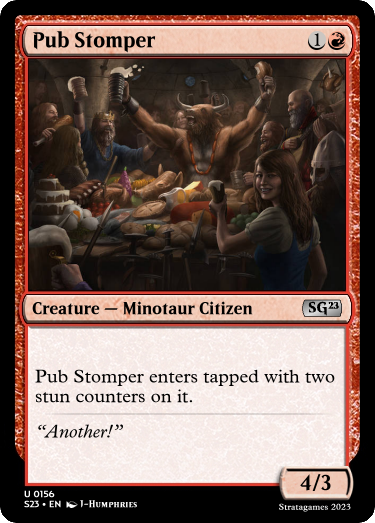 Pub Stomper 1
Creature — Minotaur Citizen SG23
Pub Stomper enters tapped with two
stun counters on it.
“Another!”
4/3
U 0156
S23 • EN J-Humphries
Stratagames 2023